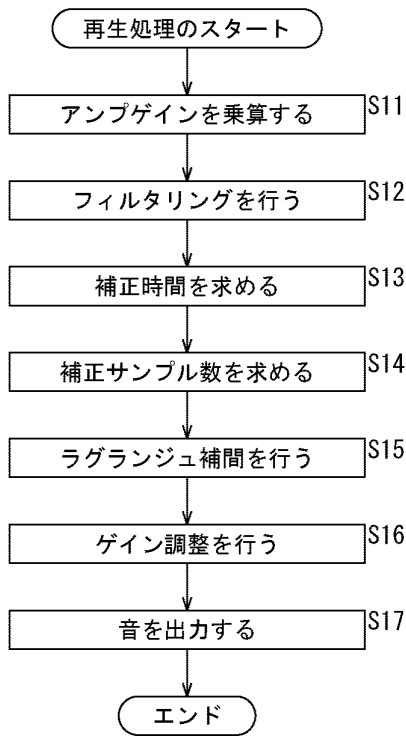 再生処理のスタート
アンプゲインを乗算する S11
フィルタリングを行う S12
補正時間を求める S13
補正サンプル数を求める S14
ラグランジュ補間を行う S15
ゲイン調整を行う S16
音を出力する S17
エンド